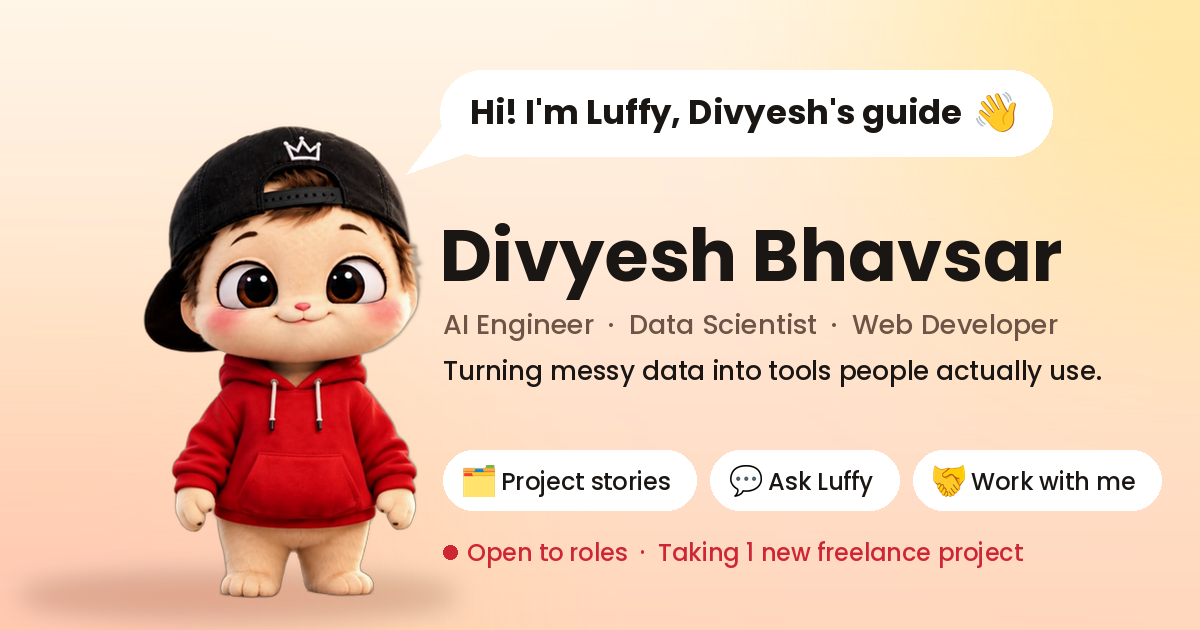 Hi! I'm Luffy, Divyesh's guide 👋
Divyesh Bhavsar
AI Engineer · Data Scientist · Web Developer
Turning messy data into tools people actually use.
🗂️ Project stories 💬 Ask Luffy 🤝 Work with me
Open to roles · Taking 1 new freelance project